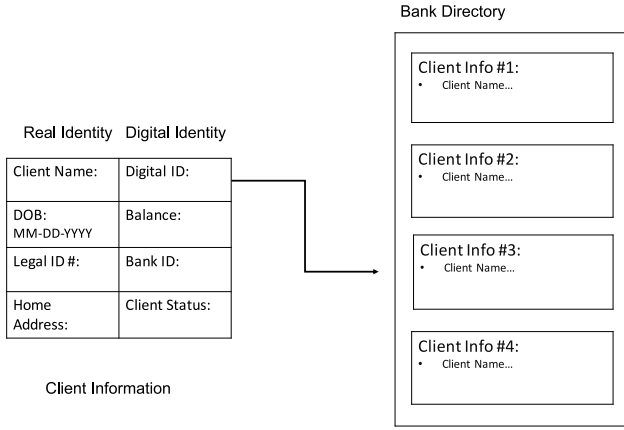 Bank Directory
Client Info #1:
• Client Name...
Client Info #2:
• Client Name...
Client Info #3:
• Client Name...
Client Info #4:
• Client Name...
Real Identity Digital Identity
Client Name: Digital ID:
DOB: Balance:
MM-DD-YYYY
Legal ID #: Bank ID:
Home Client Status:
Address:
Client Information